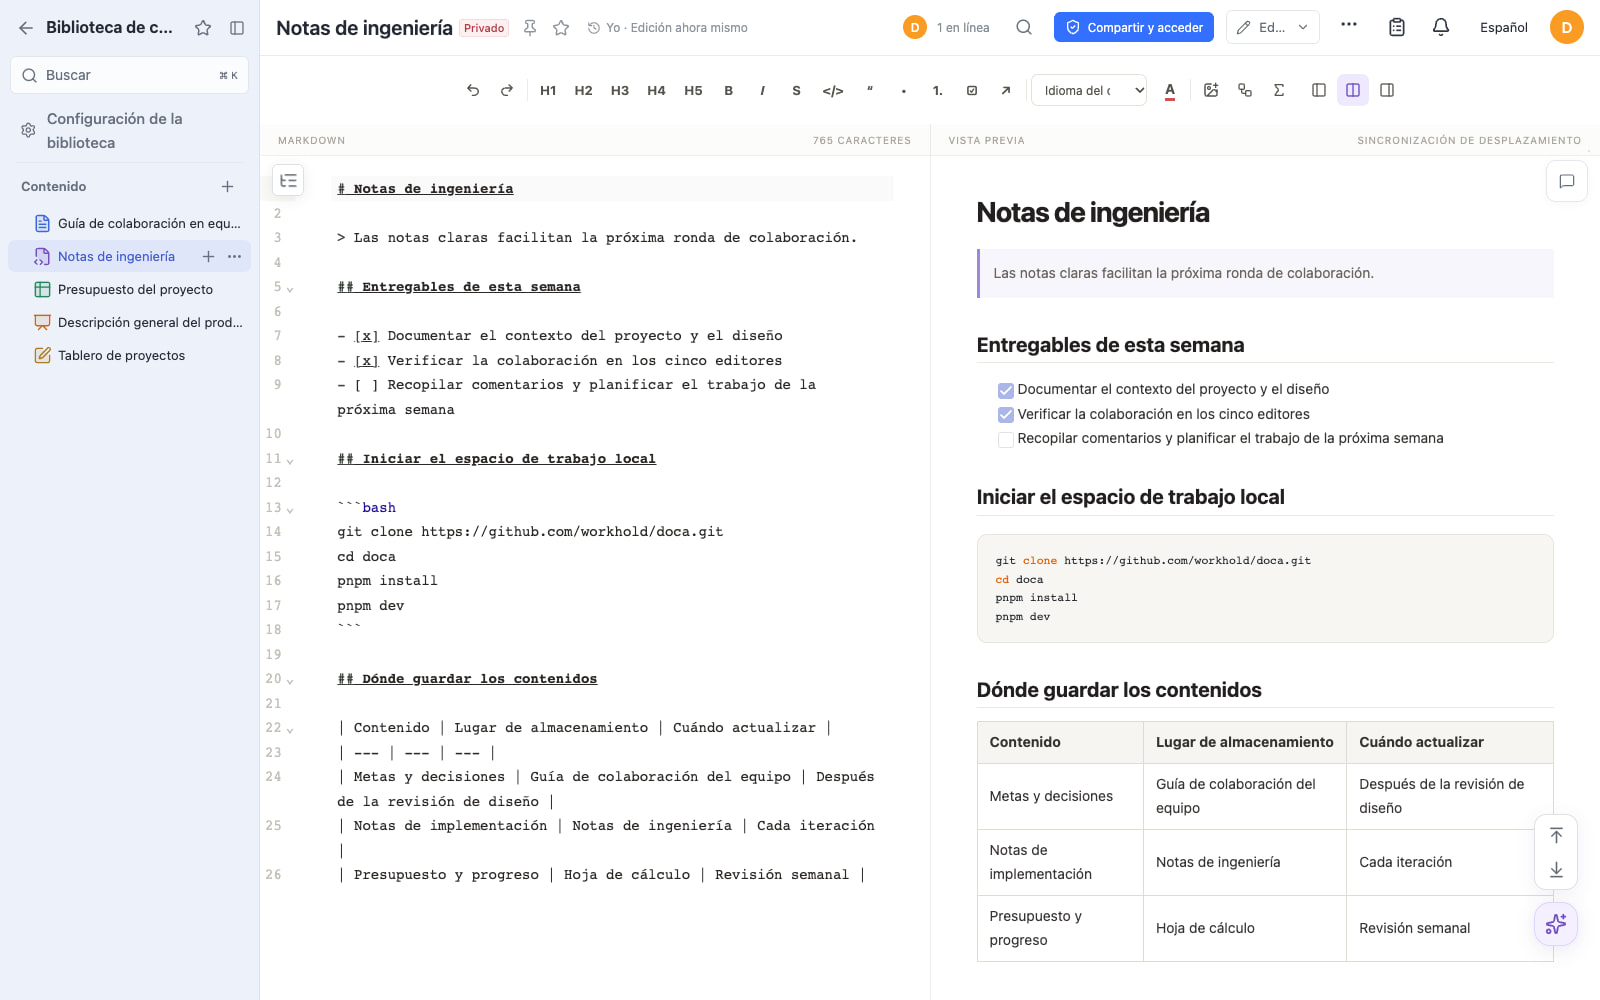 Biblioteca de c...
Buscar
⌘ K
Configuración de la
biblioteca
Contenido
Guía de colaboración en equ...
Notas de ingeniería
Presupuesto del proyecto
Descripción general del prod...
Tablero de proyectos
Notas de ingeniería
Privado
Yo · Edición ahora mismo
D
1 en línea
Compartir y acceder
Ed...
Español
D
H1 H2 H3 H4 H5 B I S </> “ • 1.
Idioma del c
A
Σ
MARKDOWN
765 CARACTERES
# Notas de ingeniería
2
3 > Las notas claras facilitan la próxima ronda de colaboración.
4
5 ## Entregables de esta semana
6
7 - [x] Documentar el contexto del proyecto y el diseño
8 - [x] Verificar la colaboración en los cinco editores
9 - [ ] Recopilar comentarios y planificar el trabajo de la
próxima semana
10
11 ## Iniciar el espacio de trabajo local
12
13 ```bash
14 git clone https://github.com/workhold/doca.git
15 cd doca
16 pnpm install
17 pnpm dev
18 ```
19
20 ## Dónde guardar los contenidos
21
22 | Contenido | Lugar de almacenamiento | Cuándo actualizar |
23 | --- | --- | --- |
24 | Metas y decisiones | Guía de colaboración del equipo | Después
de la revisión de diseño |
25 | Notas de implementación | Notas de ingeniería | Cada iteración
|
26 | Presupuesto y progreso | Hoja de cálculo | Revisión semanal |
VISTA PREVIA
SINCRONIZACIÓN DE DESPLAZAMIENTO
Notas de ingeniería
Las notas claras facilitan la próxima ronda de colaboración.
Entregables de esta semana
Documentar el contexto del proyecto y el diseño
Verificar la colaboración en los cinco editores
Recopilar comentarios y planificar el trabajo de la próxima semana
Iniciar el espacio de trabajo local
git clone https://github.com/workhold/doca.git
cd doca
pnpm install
pnpm dev
Dónde guardar los contenidos
Contenido
Lugar de almacenamiento
Cuándo actualizar
Metas y decisiones
Guía de colaboración del
equipo
Después de la revisión de
diseño
Notas de
implementación
Notas de ingeniería
Cada iteración
Presupuesto y
progreso
Hoja de cálculo
Revisión semanal